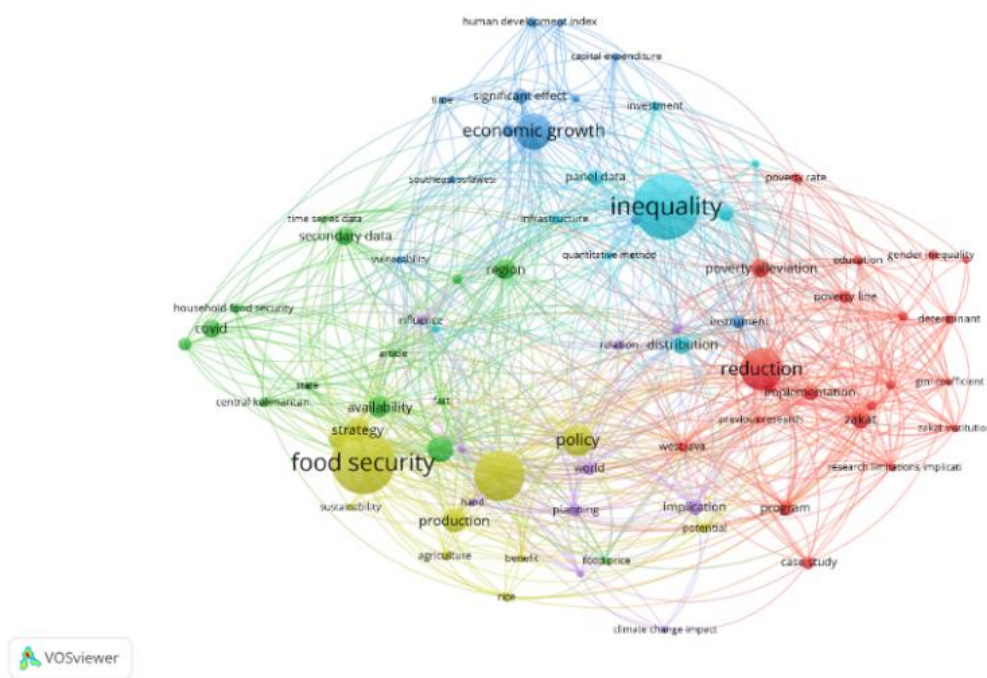 human development index
capital expenditure
time
significant effect
investment
economic growth
southeast sulawesi
panel data
poverty rate
inequality
time series data
infrastructure
secondary data
vulnerability
quantitative method
education
gender inequality
region
poverty alleviation
poverty line
household food security
covid
influence
instrument
determinant
relation
distribution
article
reduction
state
gini coefficient
central kalimantan
fact
implementation
availability
previous research
zakat
strategy
zakat institution
policy
west java
food security
world
research limitations implicati
hand
sustainability
planning
implication
program
production
potential
agriculture
benefit
food price
case study
rice
climate change impact
VOSviewer